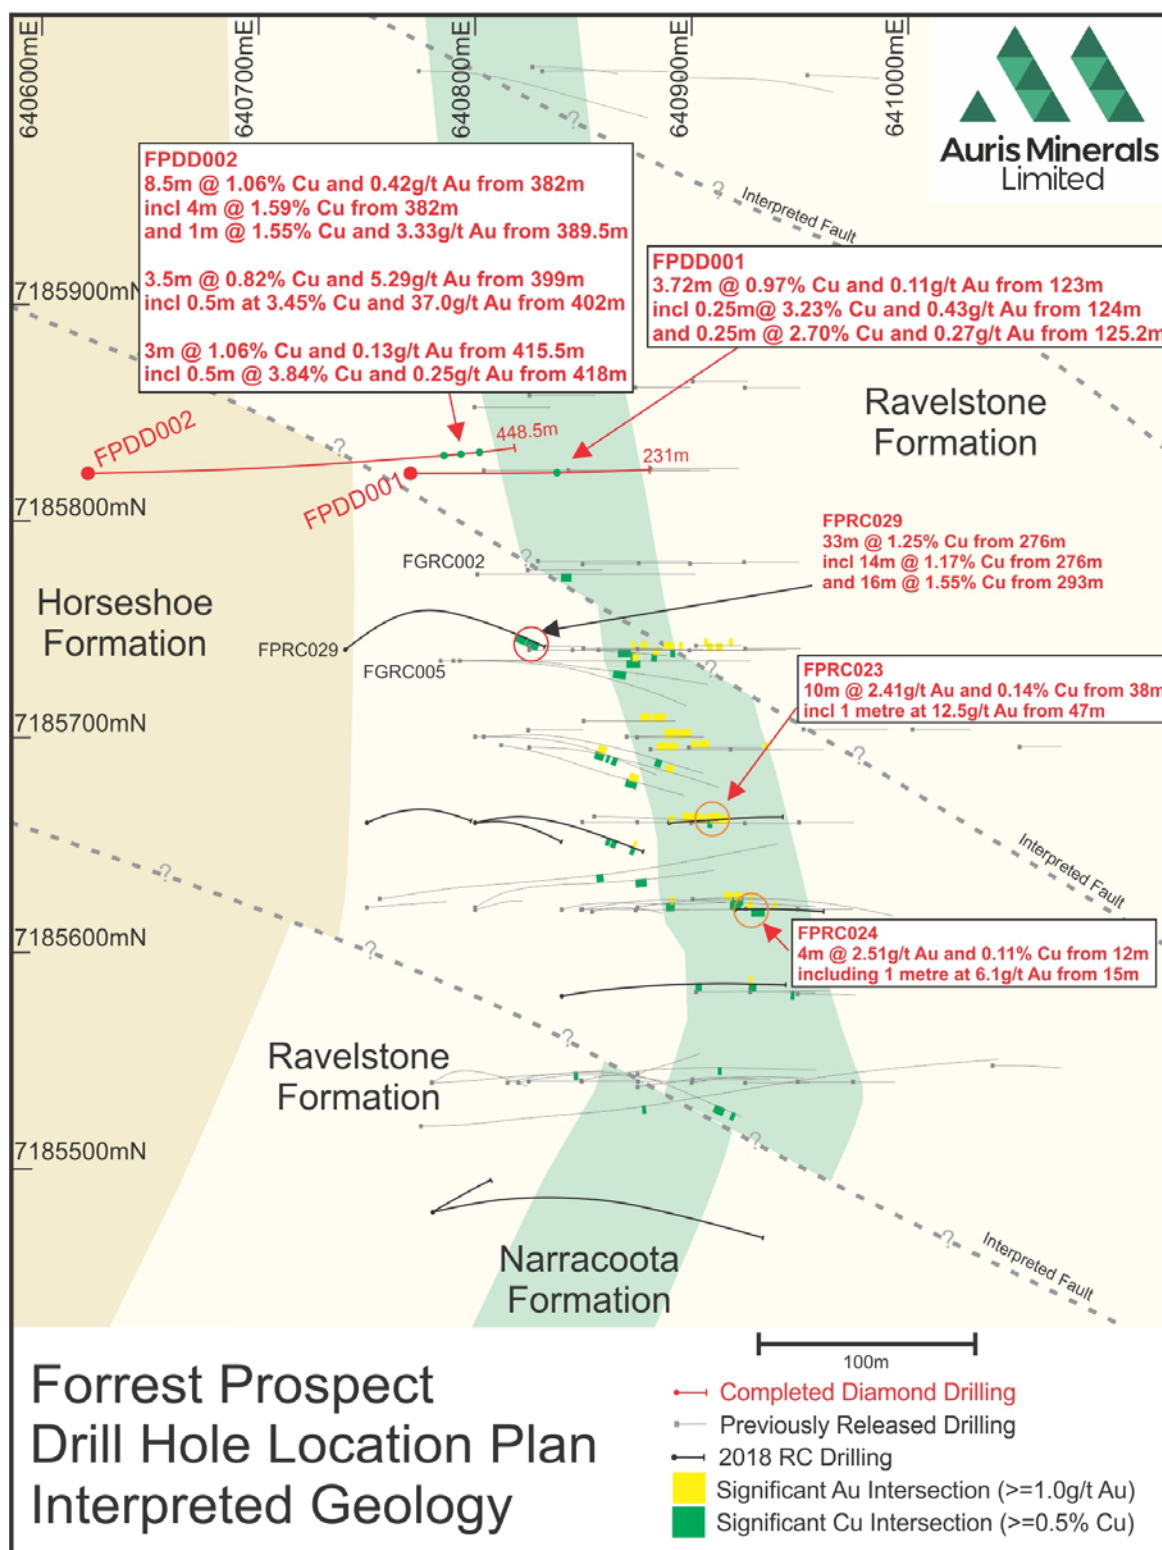 640600mE
640700mE
640800mE
640900mE
641000mE
Auris Minerals
Limited
?
?
Interpreted Fault
FPDD002
8.5m @ 1.06% Cu and 0.42g/t Au from 382m
incl 4m @ 1.59% Cu from 382m
and 1m @ 1.55% Cu and 3.33g/t Au from 389.5m
3.5m @ 0.82% Cu and 5.29g/t Au from 399m
incl 0.5m at 3.45% Cu and 37.0g/t Au from 402m
3m @ 1.06% Cu and 0.13g/t Au from 415.5m
incl 0.5m @ 3.84% Cu and 0.25g/t Au from 418m
FPDD001
3.72m @ 0.97% Cu and 0.11g/t Au from 123m
incl 0.25m@ 3.23% Cu and 0.43g/t Au from 124m
and 0.25m @ 2.70% Cu and 0.27g/t Au from 125.2m
7185900mN
Ravelstone
Formation
FPDD002
?
448.5m
231m
FPDD001
7185800mN
FPRC029
33m @ 1.25% Cu from 276m
incl 14m @ 1.17% Cu from 276m
and 16m @ 1.55% Cu from 293m
FGRC002
?
Horseshoe
Formation
FPRC029
FGRC005
?
FPRC023
10m @ 2.41g/t Au and 0.14% Cu from 38m
incl 1 metre at 12.5g/t Au from 47m
7185700mN
?
Interpreted Fault
?
7185600mN
?
FPRC024
4m @ 2.51g/t Au and 0.11% Cu from 12m
including 1 metre at 6.1g/t Au from 15m
?
Ravelstone
Formation
7185500mN
?
?
Interpreted Fault
Narracoota
Formation
100m
Forrest Prospect
Drill Hole Location Plan
Interpreted Geology
Completed Diamond Drilling
Previously Released Drilling
2018 RC Drilling
Significant Au Intersection (>=1.0g/t Au)
Significant Cu Intersection (>=0.5% Cu)